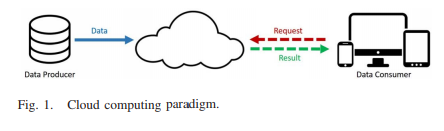 Data
Request
Result
Data Producer
Data Consumer
Fig. 1. Cloud computing paradigm.